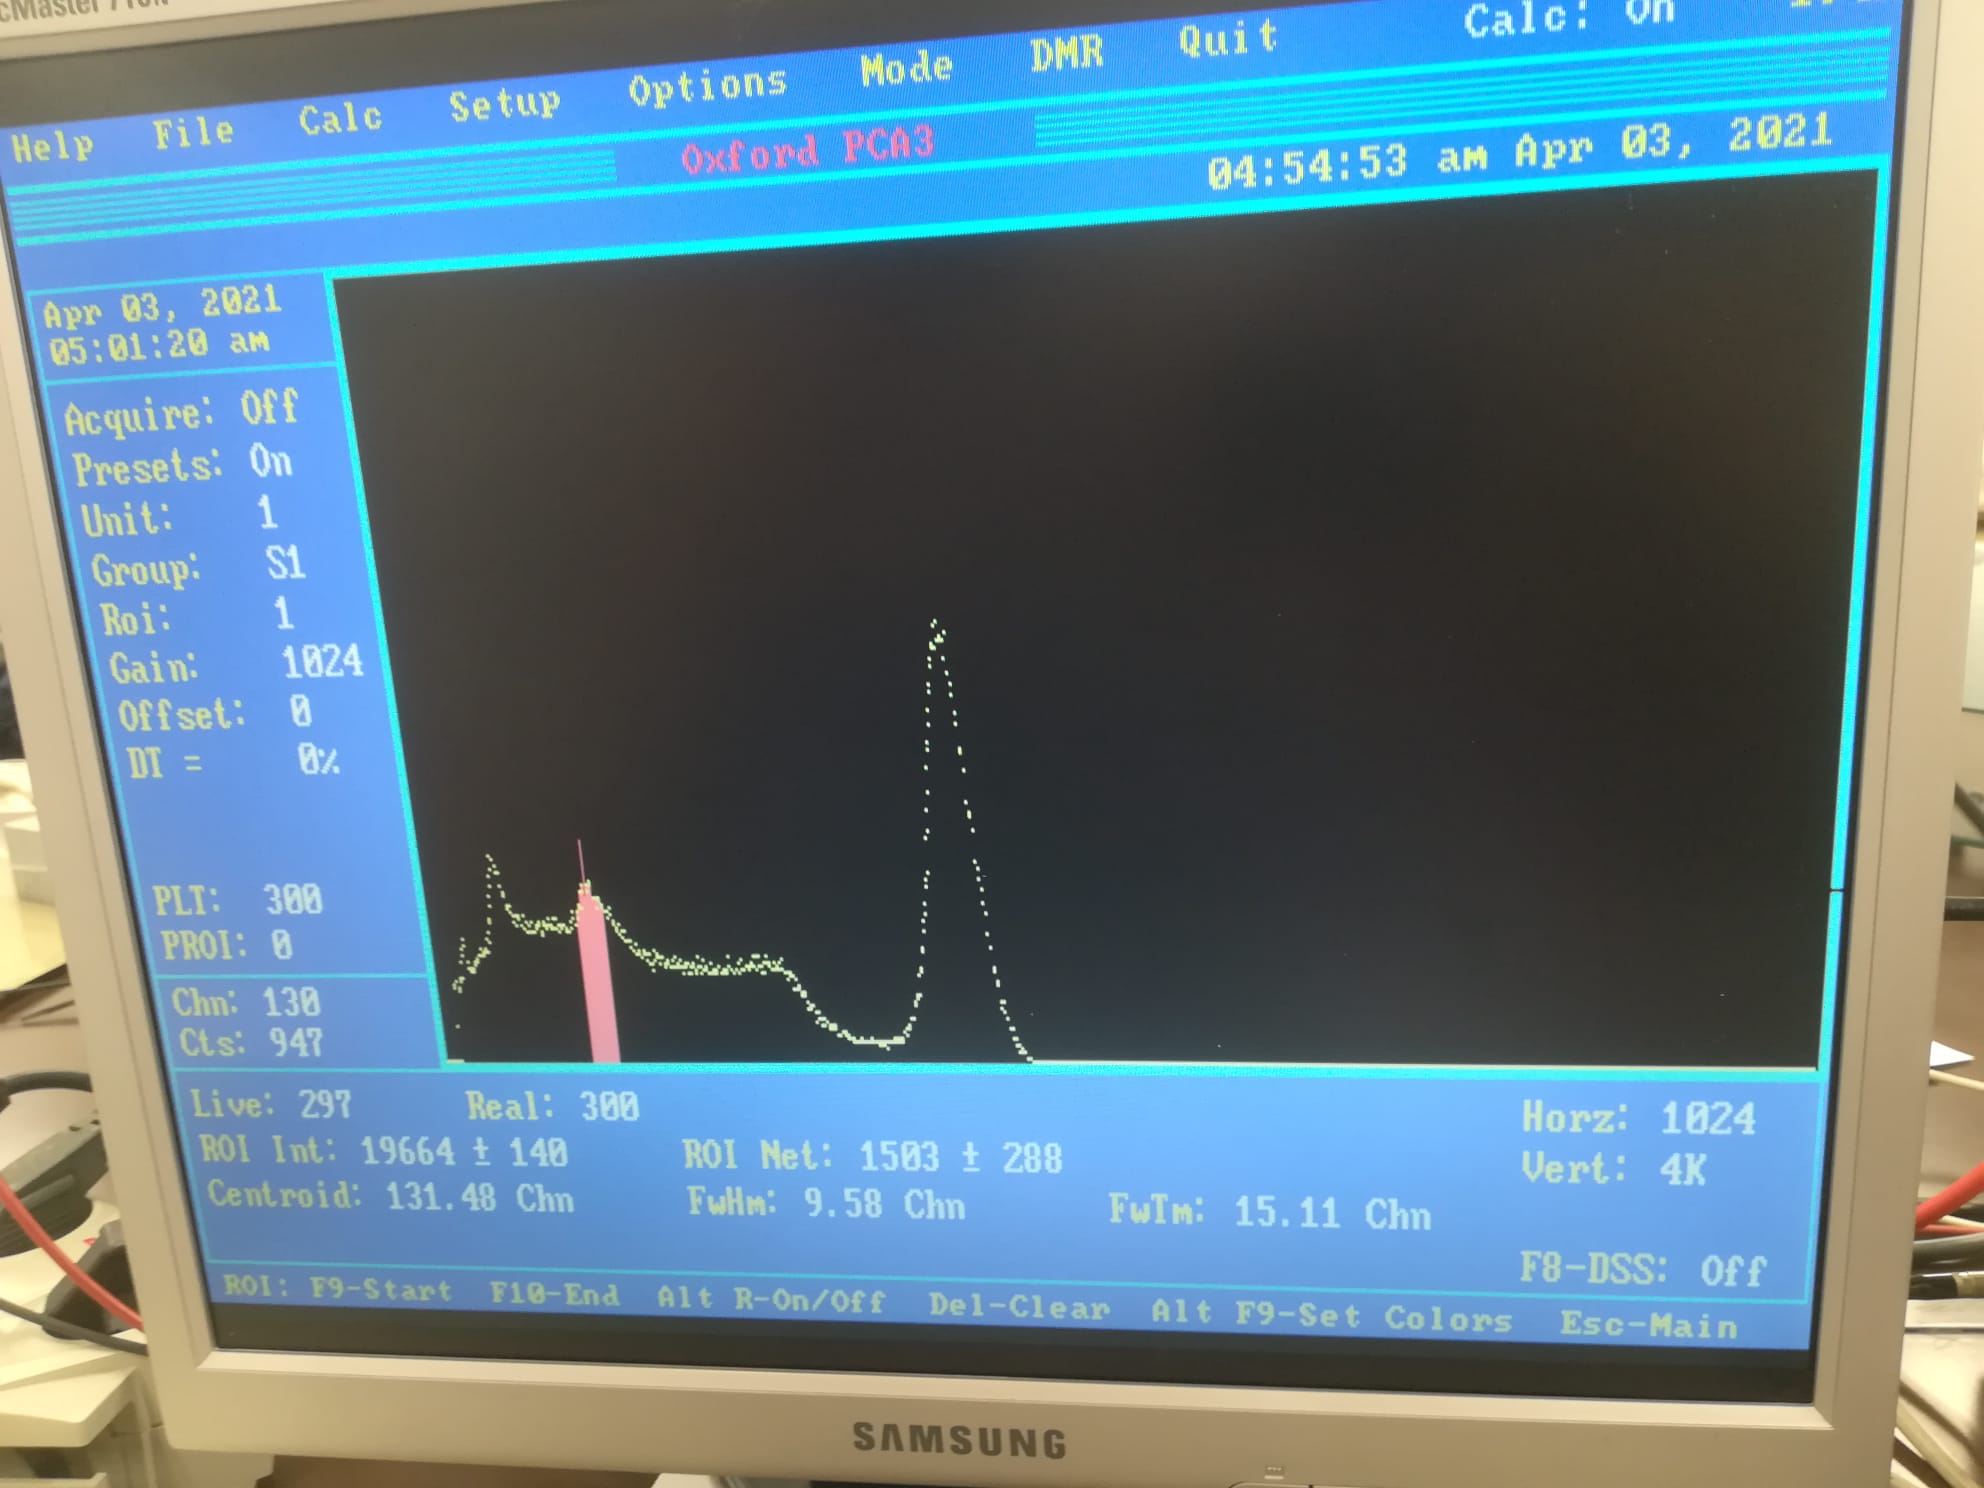 Help File Calc Setup Options Mode DMR Quit Calc: On
Oxford PCA3
04:54:53 am Apr 03, 2021
Apr 03, 2021
05:01:20 am
Acquire: Off
Presets: On
Unit: 1
Group: S1
Roi: 1
Gain: 1024
Offset: 0
DT = 0%
PLT: 300
PROI: 0
Chn: 130
Cts: 947
Live: 297 Real: 300 Horz: 1024
ROI Int: 19664 ± 140 ROI Net: 1503 ± 288 Vert: 4K
Centroid: 131.48 Chn FwHm: 9.58 Chn FwTm: 15.11 Chn
F8-DSS: Off
ROI: F9-Start F10-End Alt R-On/Off Del-Clear Alt F9-Set Colors Esc-Main
SAMSUNG